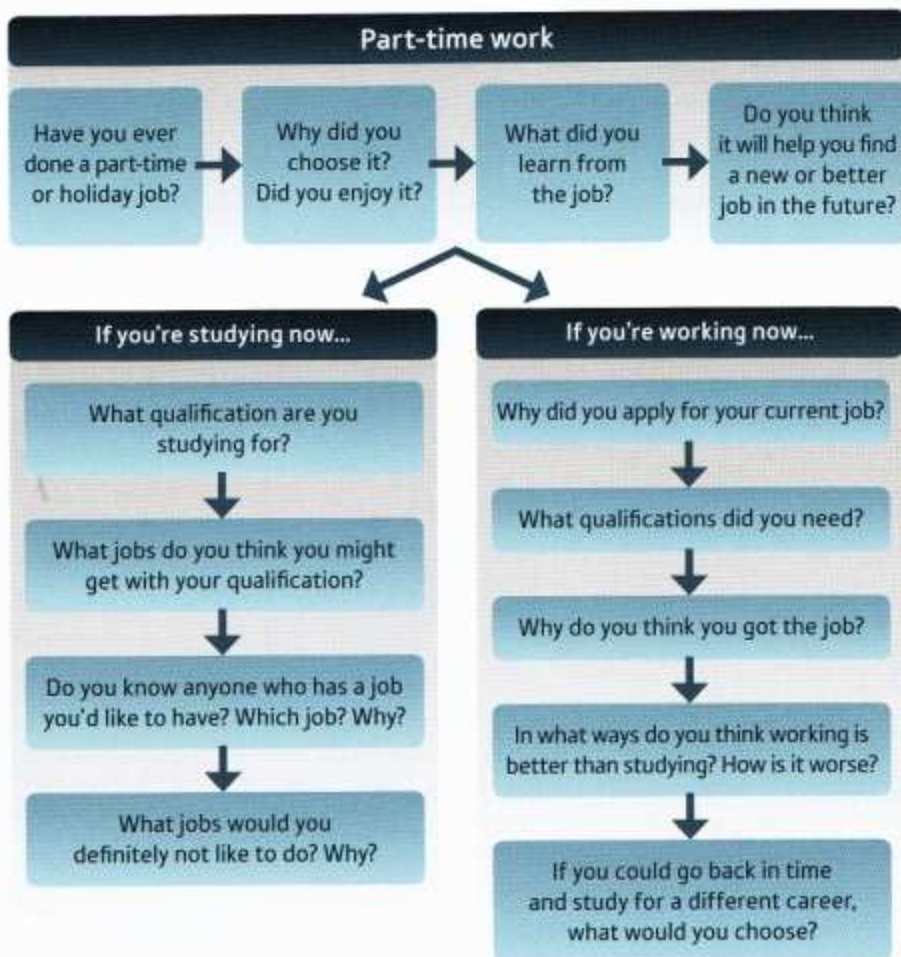 Part-time work
Have you ever
done a part-time
or holiday job?
Why did you
choose it?
Did you enjoy it?
What did you
learn from
the job?
Do you think
it will help you find
a new or better
job in the future?
If you're studying now...
What qualification are you
studying for?
What jobs do you think you might
get with your qualification?
Do you know anyone who has a job
you'd like to have? Which job? Why?
What jobs would you
definitely not like to do? Why?
If you're working now...
Why did you apply for your current job?
What qualifications did you need?
Why do you think you got the job?
In what ways do you think working is
better than studying? How is it worse?
If you could go back in time
and study for a different career,
what would you choose?